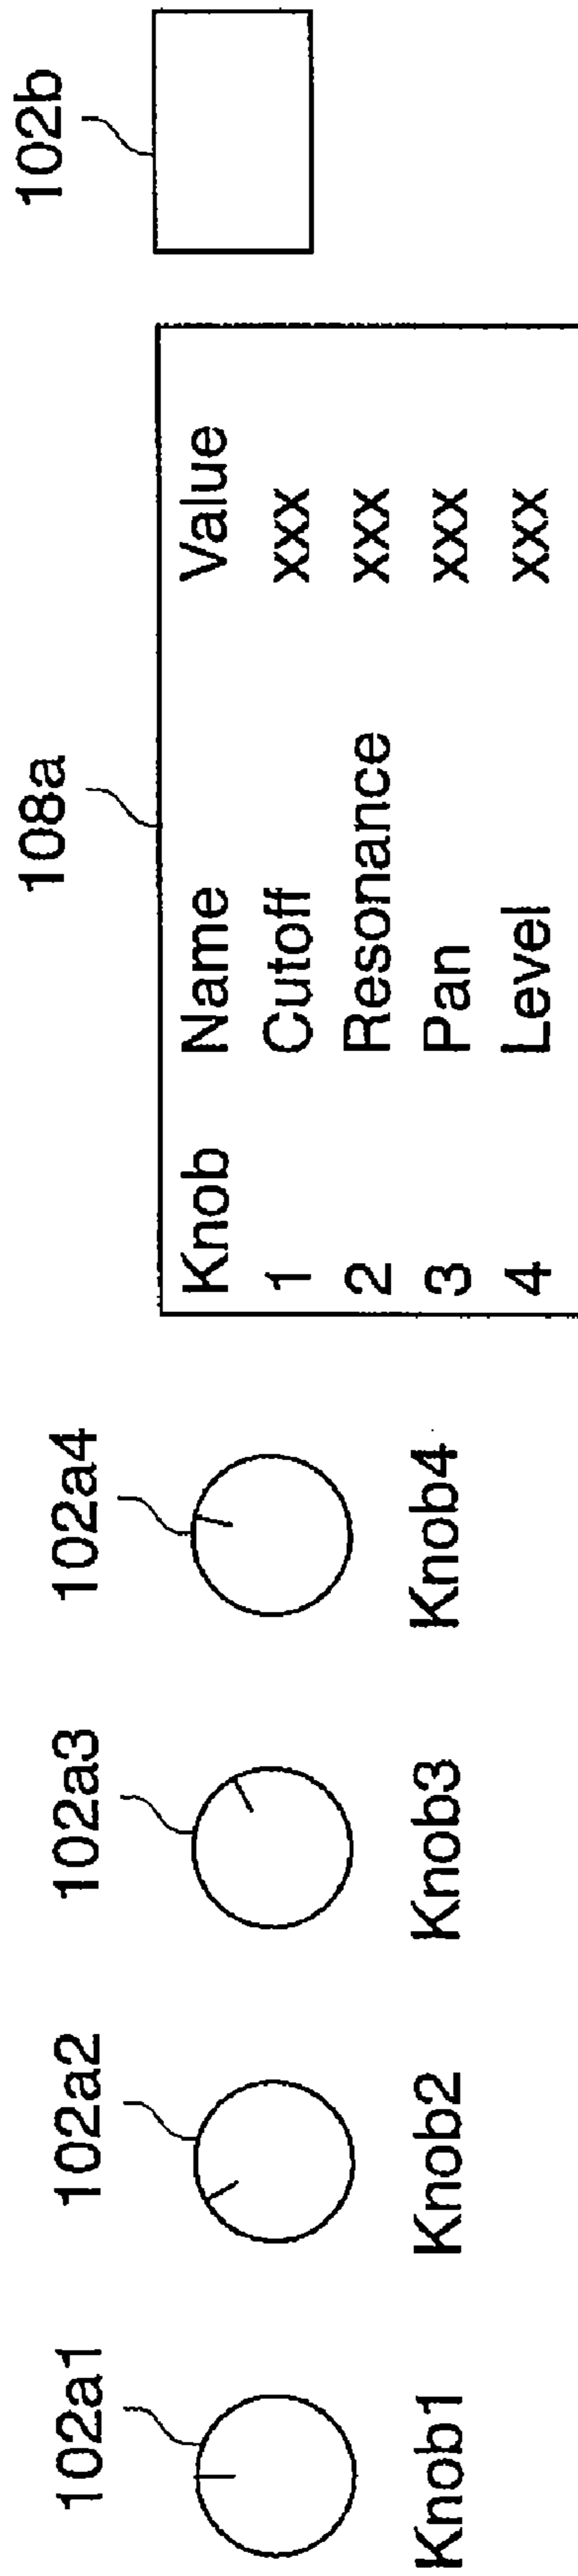 102a1 102a2 102a3 102a4 108a 102b
Knob1 Knob2 Knob3 Knob4
Knob Name Value
1 Cutoff xxx
2 Resonance xxx
3 Pan xxx
4 Level xxx